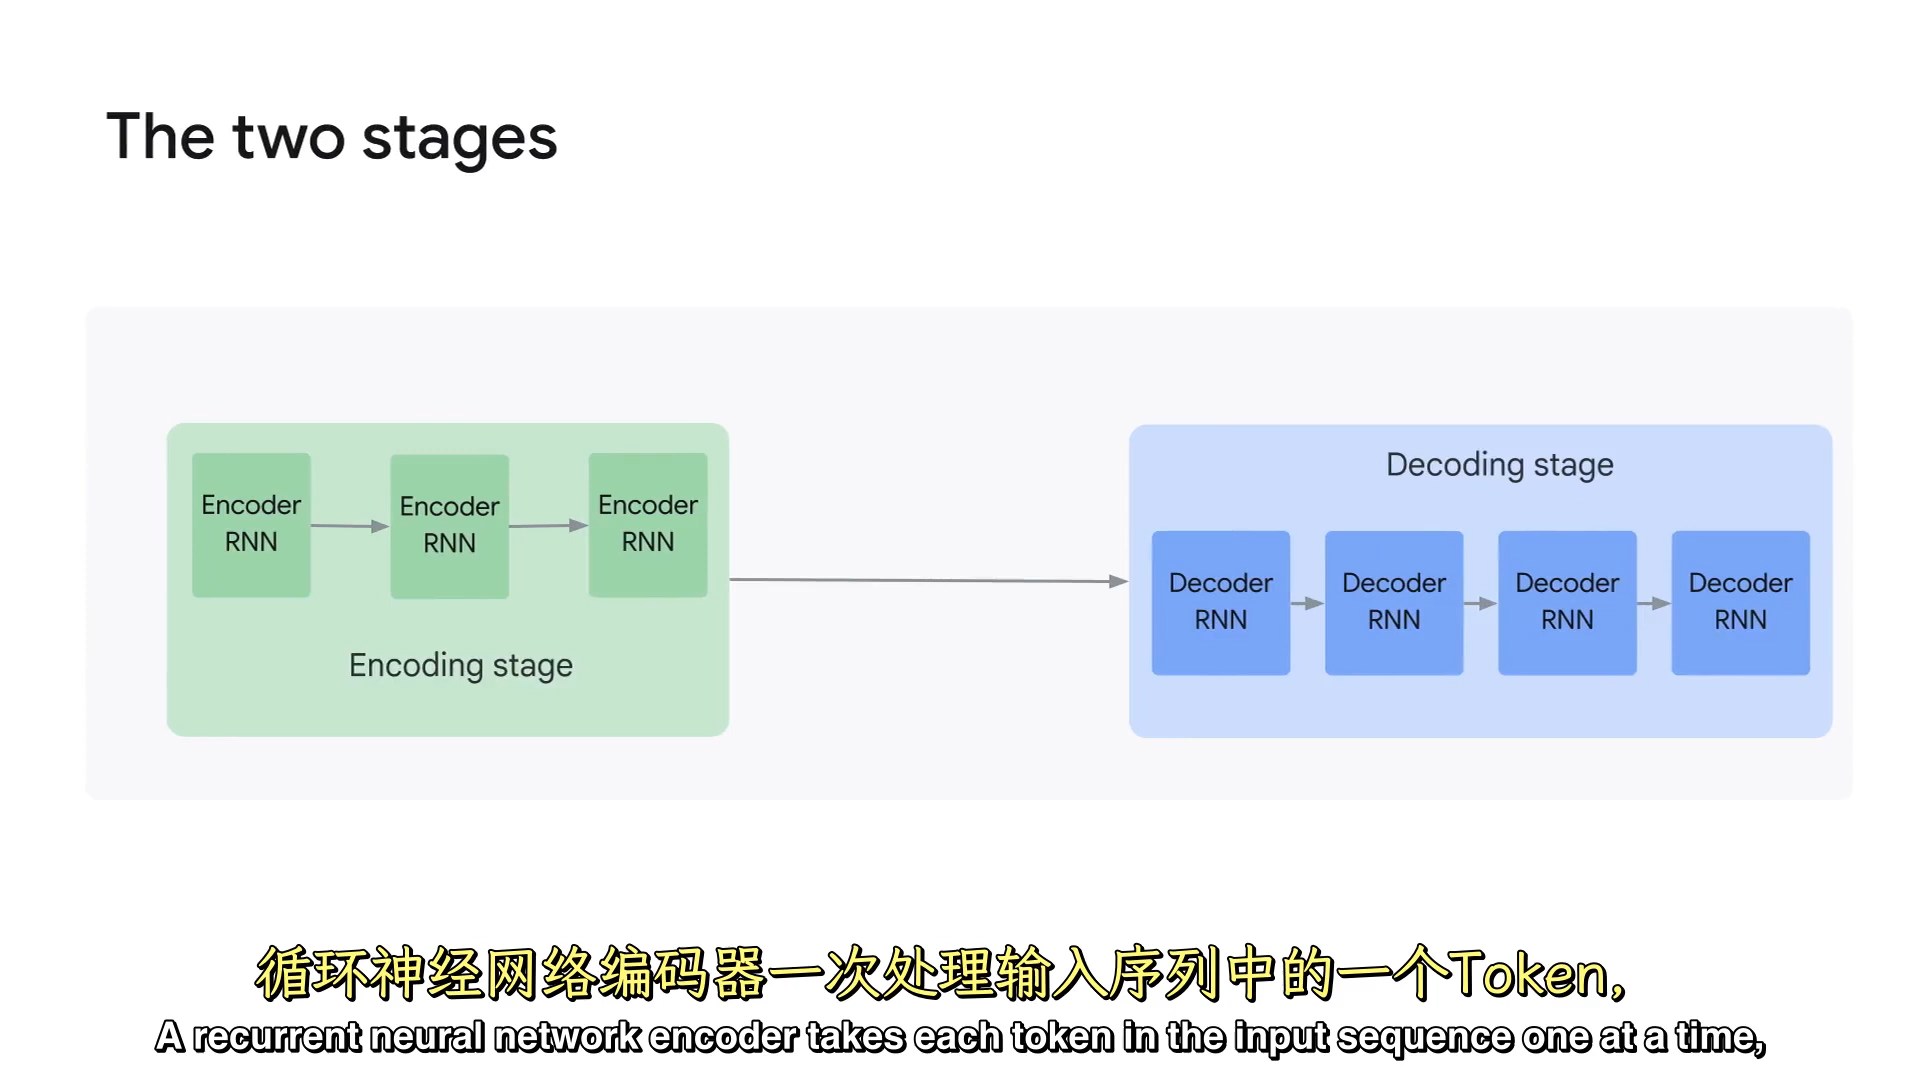 The two stages
Encoder
RNN
Encoder
RNN
Encoder
RNN
Encoding stage
Decoding stage
Decoder
RNN
Decoder
RNN
Decoder
RNN
Decoder
RNN
循环神经网络编码器一次处理输入序列中的一个Token,
A recurrent neural network encoder takes each token in the input sequence one at a time,